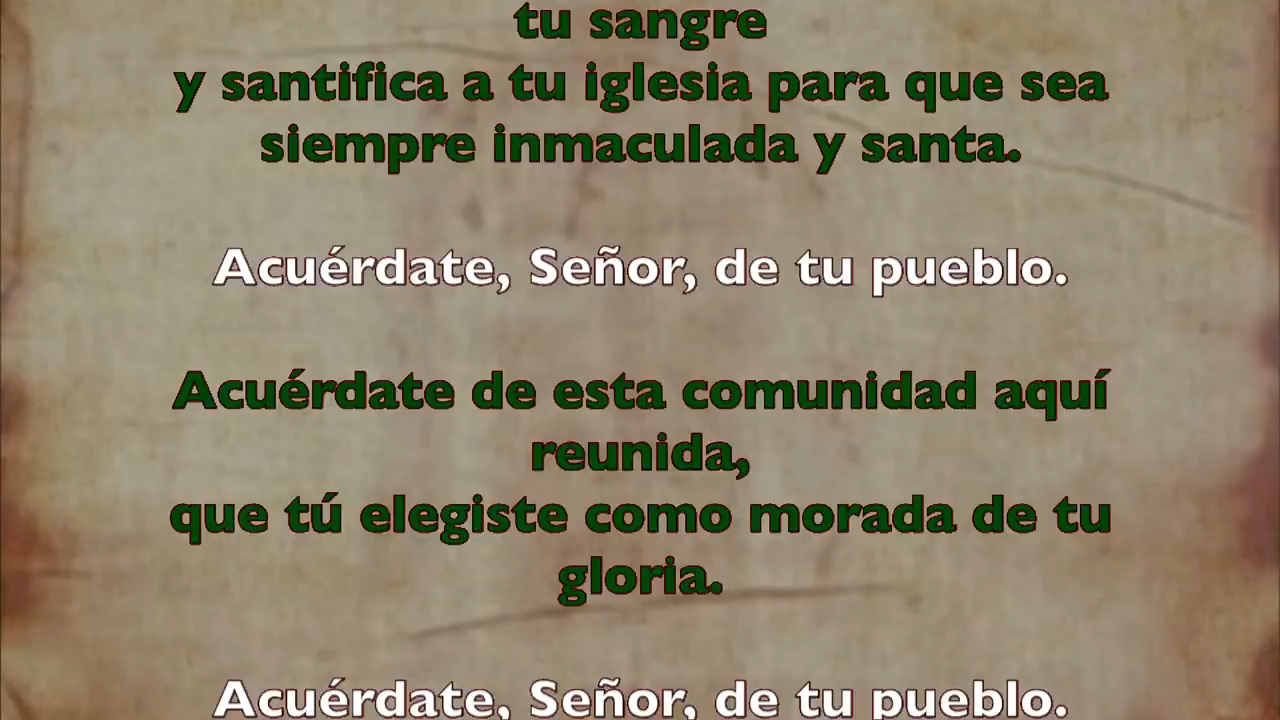 tu sangre
y santifica a tu iglesia para que sea
siempre inmaculada y santa.
Acuérdate, Señor, de tu pueblo.
Acuérdate de esta comunidad aquí
reunida,
que tú elegiste como morada de tu
gloria.
Acuérdate, Señor, de tu pueblo.